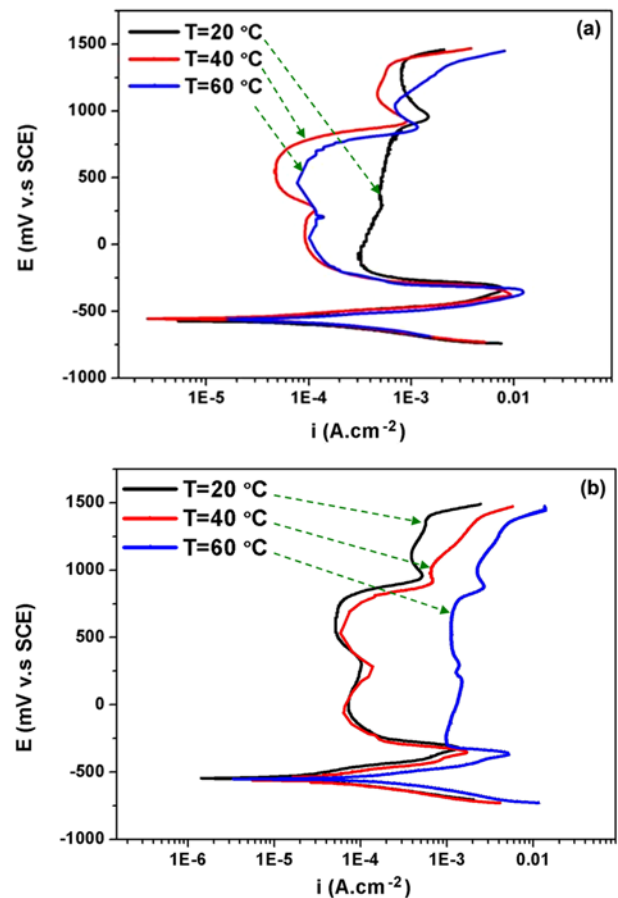 (a)
T=20 °C
T=40 °C
T=60 °C
1500
1000
500
0
-500
-1000
E (mV v.s SCE)
1E-5 1E-4 1E-3 0.01
i (A.cm-2)
(b)
T=20 °C
T=40 °C
T=60 °C
1500
1000
500
0
-500
-1000
E (mV v.s SCE)
1E-6 1E-5 1E-4 1E-3 0.01
i (A.cm-2)